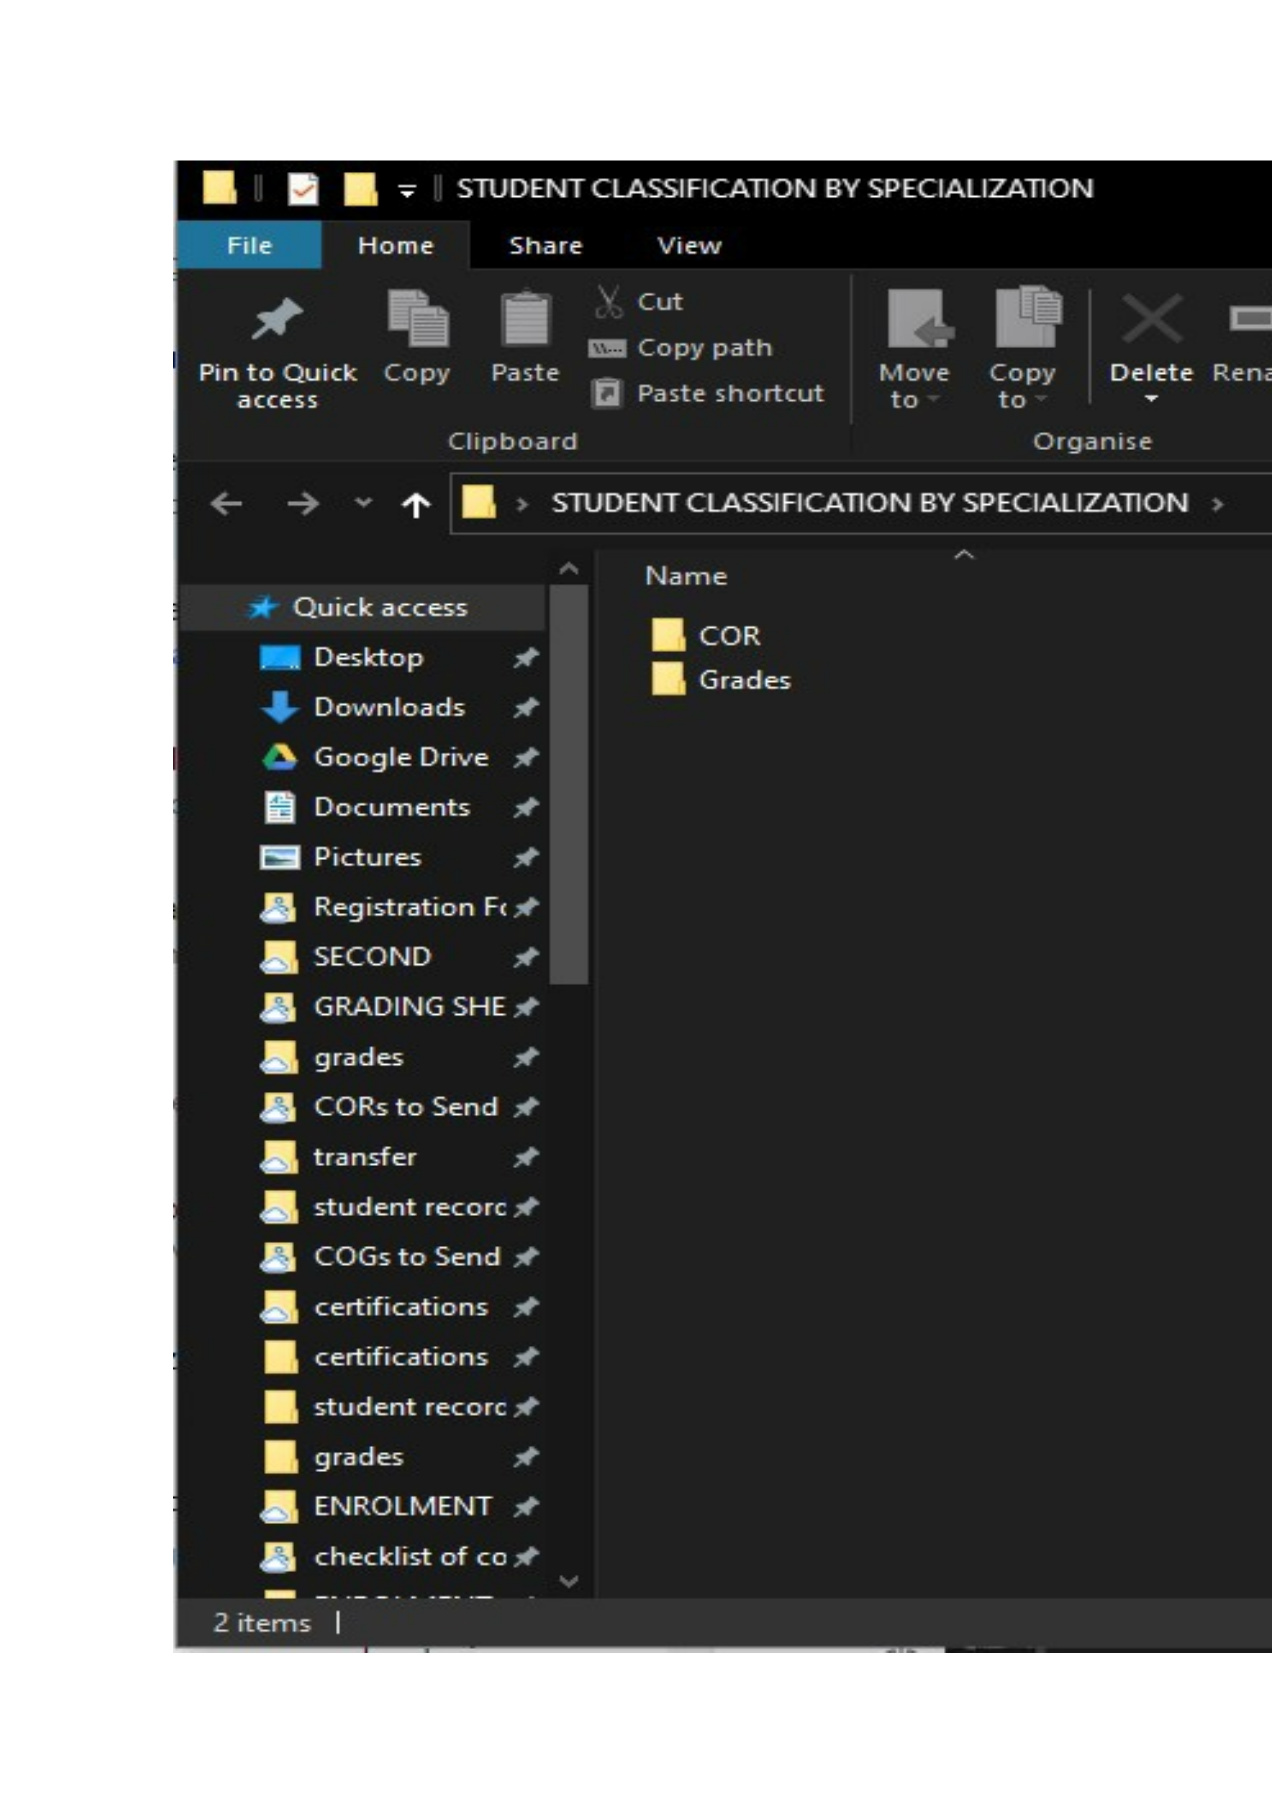 STUDENT CLASSIFICATION BY SPECIALIZATION
File Home Share View
Pin to Quick access
Copy
Paste
Cut
Copy path
Paste shortcut
Clipboard
Move to
Copy to
Delete
Rena
Organise
STUDENT CLASSIFICATION BY SPECIALIZATION
Quick access
Desktop
Downloads
Google Drive
Documents
Pictures
Registration Fo
SECOND
GRADING SHE
grades
CORs to Send
transfer
student recor
COGs to Send
certifications
certifications
student recor
grades
ENROLMENT
checklist of co
Name
COR
Grades
2 items